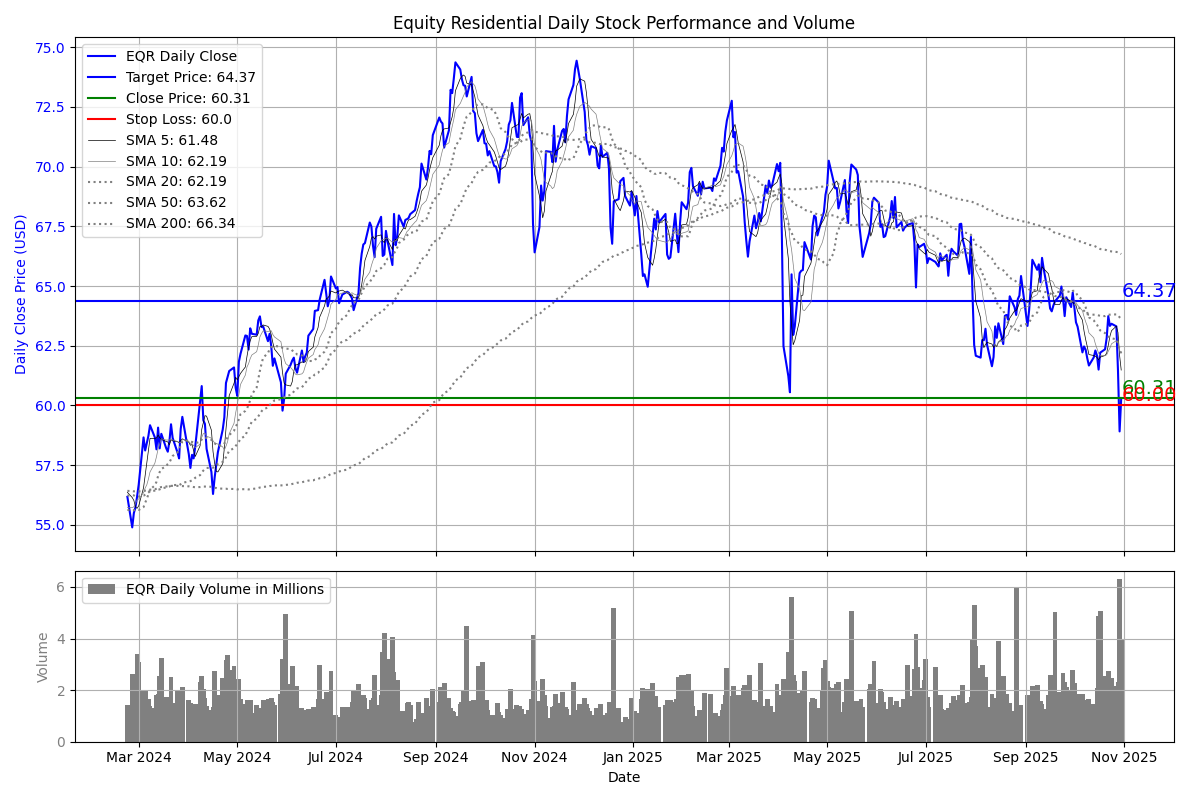 Equity Residential Daily Stock Performance and Volume
75.0
72.5
70.0
67.5
65.0
62.5
60.0
57.5
55.0
Daily Close Price (USD)
EQR Daily Close
Target Price: 64.37
Close Price: 60.31
Stop Loss: 60.0
SMA 5: 61.48
SMA 10: 62.19
SMA 20: 62.19
SMA 50: 63.62
SMA 200: 66.34
64.37
60.31
60.00
6
4
2
0
Volume
EQR Daily Volume in Millions
Mar 2024
May 2024
Jul 2024
Sep 2024
Nov 2024
Jan 2025
Mar 2025
May 2025
Jul 2025
Sep 2025
Nov 2025
Date